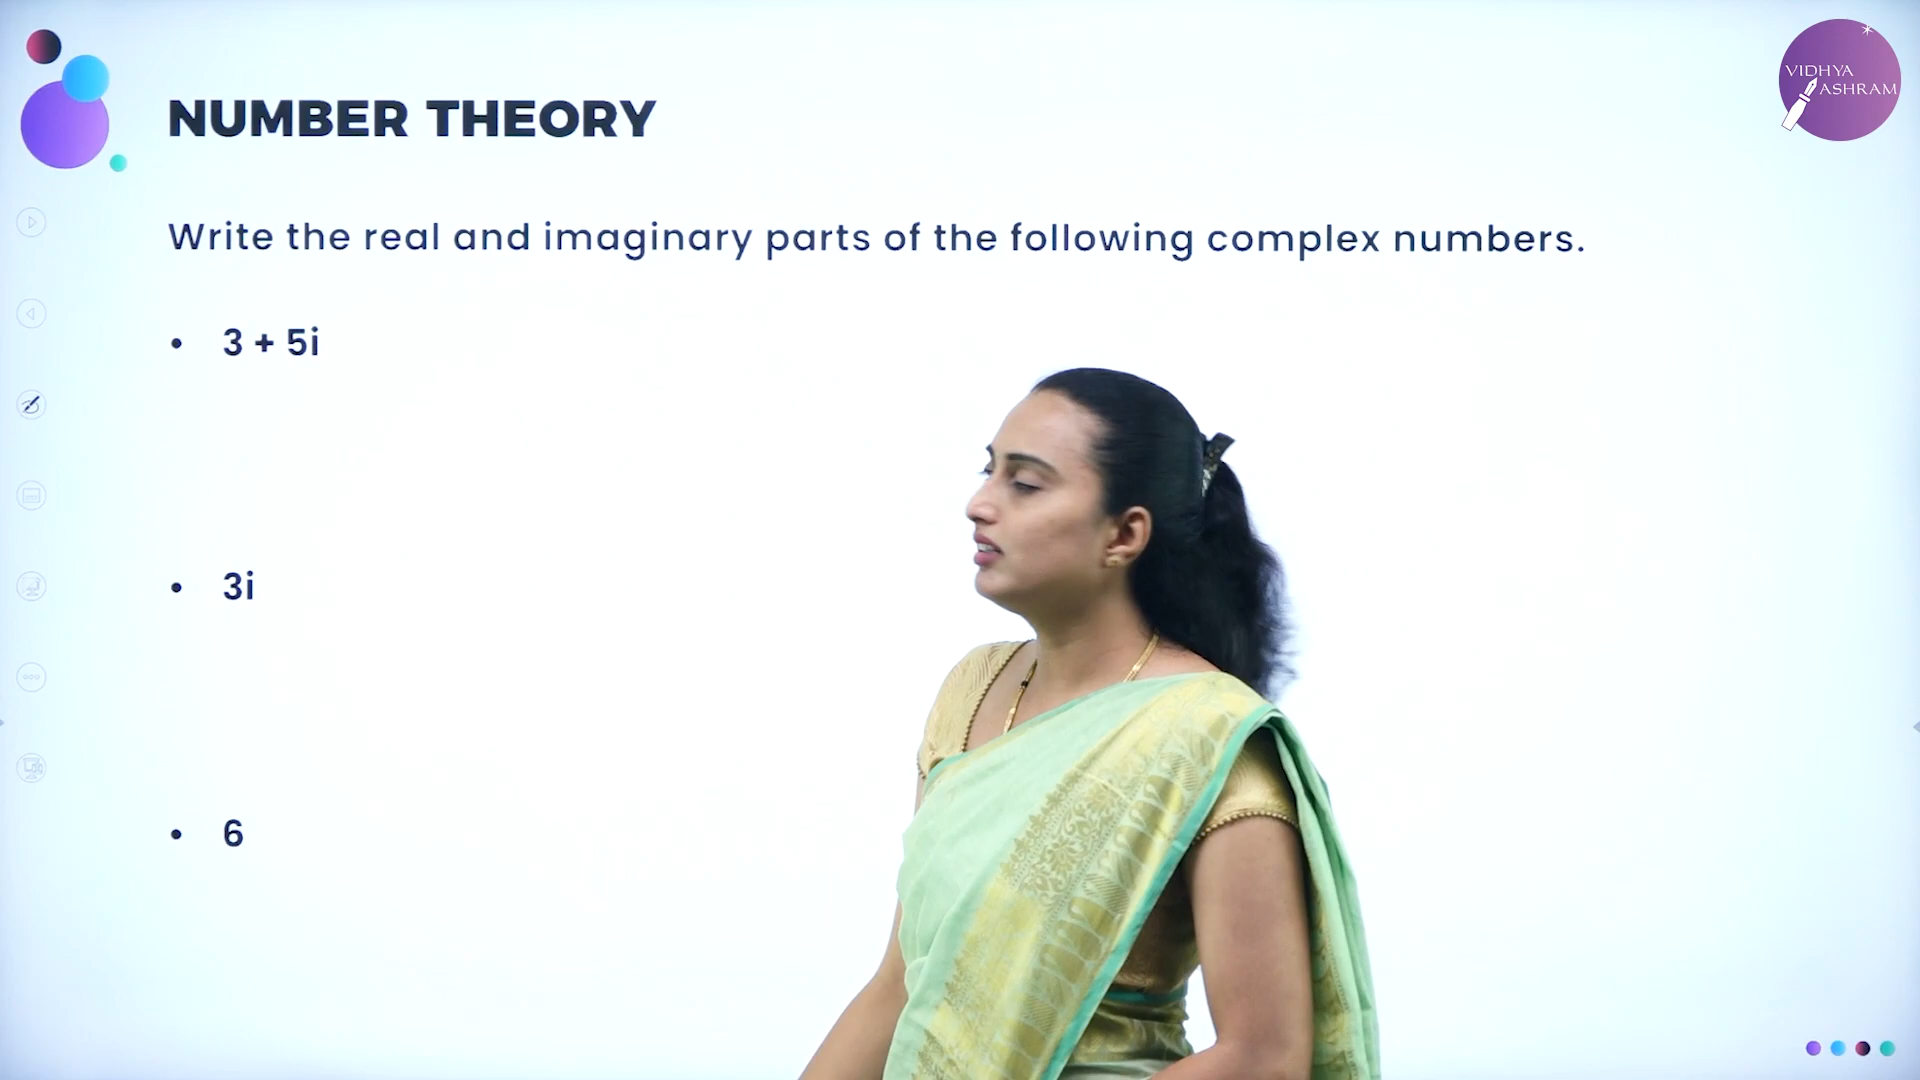 NUMBER THEORY
VIDHYA
ASHRAM
Write the real and imaginary parts of the following complex numbers.
• 3 + 5i
• 3i
• 6